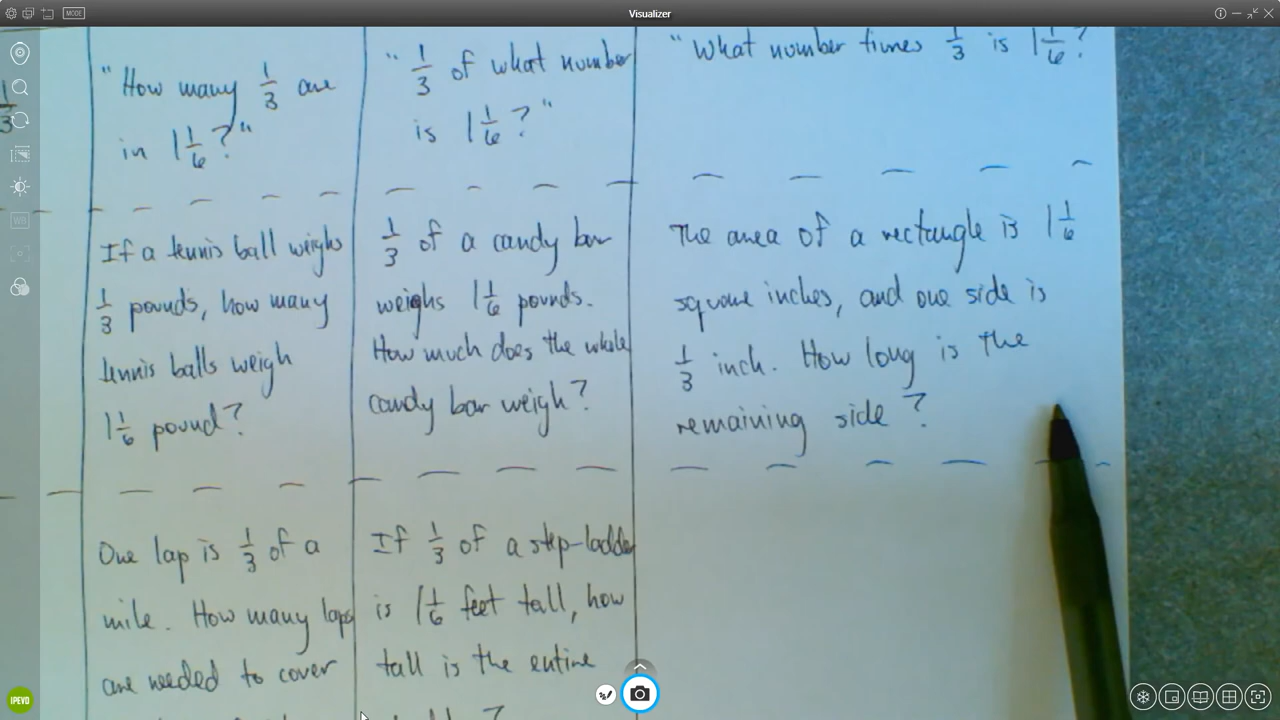 MODE
Visualizer
1/3
"How many 1/3 are
in 1 1/6 ?"
If a tennis ball weighs
1/3 pounds, how many
tennis balls weigh
1 1/6 pound?
One lap is 1/3 of a
mile. How many laps
are needed to cover
"1/3 of what number
is 1 1/6 ?"
1/3 of a candy bar
weighs 1 1/6 pounds.
How much does the whole
candy bar weigh?
If 1/3 of a step-ladder
is 1 1/6 feet tall, how
tall is the entire
"What number times 1/3 is 1 1/6 ?
The area of a rectangle is 1 1/6
square inches, and one side is
1/3 inch. How long is the
remaining side?
IPEVO